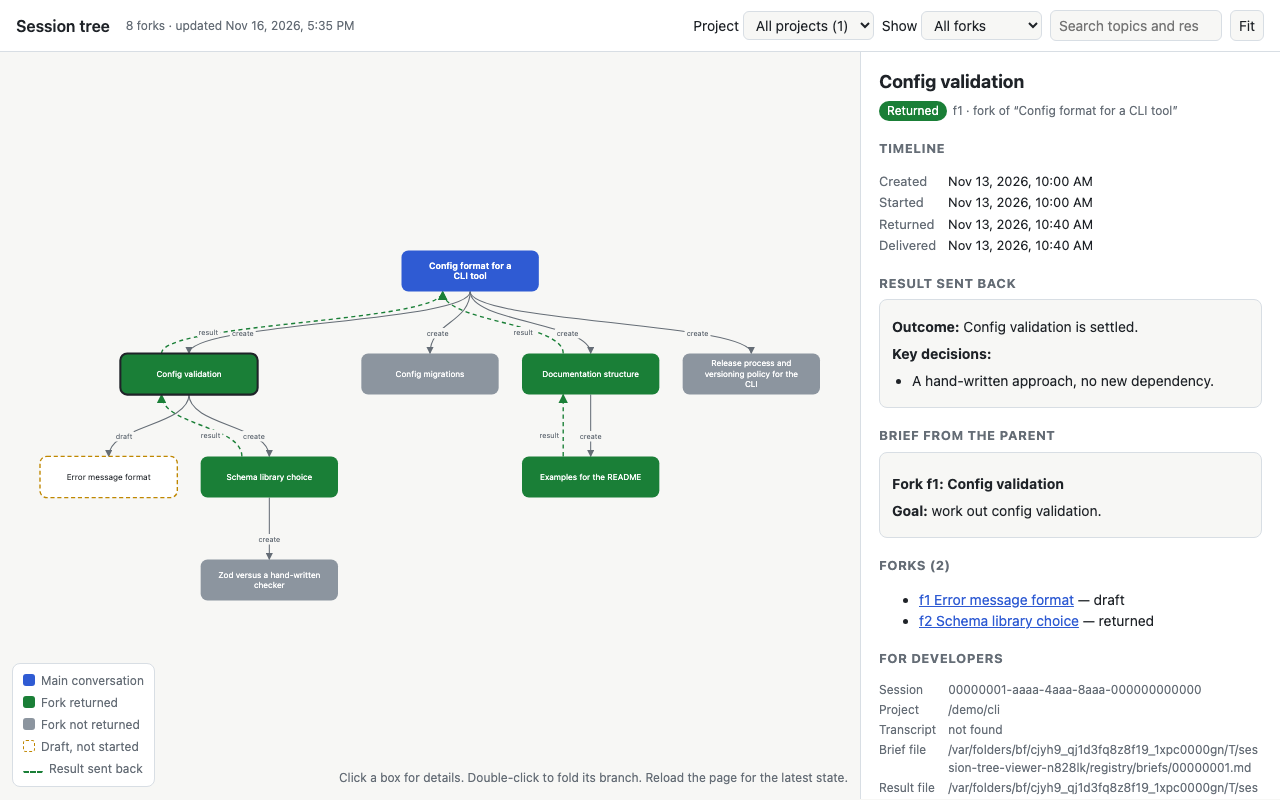 Session tree
8 forks · updated Nov 16, 2026, 5:35 PM
Project
All projects (1)
Show
All forks
Search topics and res
Fit
Config format for a
CLI tool
result
create
create
result
create
create
Config validation
Config migrations
Documentation structure
Release process and
versioning policy for the
CLI
draft
result
create
result
create
Error message format
Schema library choice
Examples for the README
create
Zod versus a hand-written
checker
Main conversation
Fork returned
Fork not returned
Draft, not started
Result sent back
Click a box for details. Double-click to fold its branch. Reload the page for the latest state.
Config validation
Returned
f1 · fork of “Config format for a CLI tool”
TIMELINE
Created Nov 13, 2026, 10:00 AM
Started Nov 13, 2026, 10:00 AM
Returned Nov 13, 2026, 10:40 AM
Delivered Nov 13, 2026, 10:40 AM
RESULT SENT BACK
Outcome: Config validation is settled.
Key decisions:
• A hand-written approach, no new dependency.
BRIEF FROM THE PARENT
Fork f1: Config validation
Goal: work out config validation.
FORKS (2)
• f1 Error message format — draft
• f2 Schema library choice — returned
FOR DEVELOPERS
Session 00000001-aaaa-4aaa-8aaa-000000000000
Project /demo/cli
Transcript not found
Brief file /var/folders/bf/cjyh9_qj1d3fq8z8f19_1xpc0000gn/T/ses
sion-tree-viewer-n828lk/registry/briefs/00000001.md
Result file /var/folders/bf/cjyh9_qj1d3fq8z8f19_1xpc0000gn/T/ses